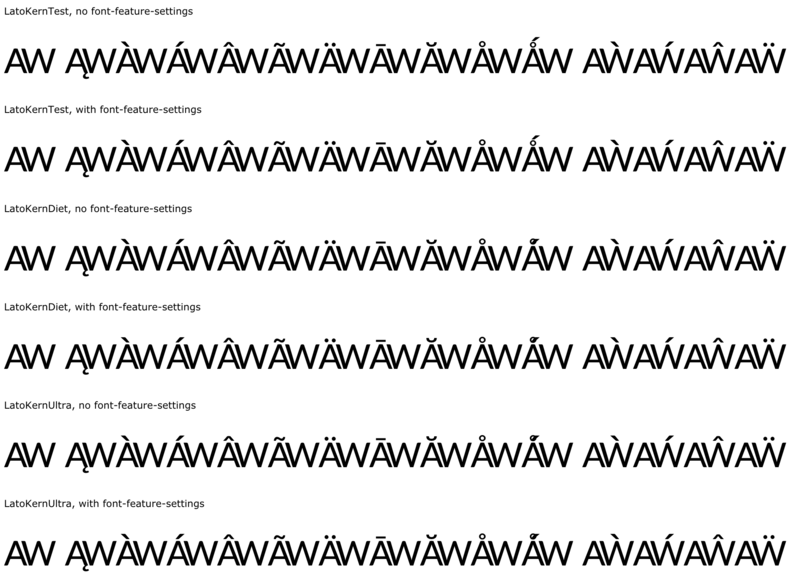 LatoKernTest, no font-feature-settings
AW ĄWÀWÁWÂWÃWÄWĀWĂWÅWǺW AẀAẂAŴAẄ
LatoKernTest, with font-feature-settings
AW ĄWÀWÁWÂWÃWÄWĀWĂWÅWǺW AẀAẂAŴAẄ
LatoKernDiet, no font-feature-settings
AW ĄWÀWÁWÂWÃWÄWĀWĂWÅWǺW AẀAẂAŴAẄ
LatoKernDiet, with font-feature-settings
AW ĄWÀWÁWÂWÃWÄWĀWĂWÅWǺW AẀAẂAŴAẄ
LatoKernUltra, no font-feature-settings
AW ĄWÀWÁWÂWÃWÄWĀWĂWÅWǺW AẀAẂAŴAẄ
LatoKernUltra, with font-feature-settings
AW ĄWÀWÁWÂWÃWÄWĀWĂWÅWǺW AẀAẂAŴAẄ